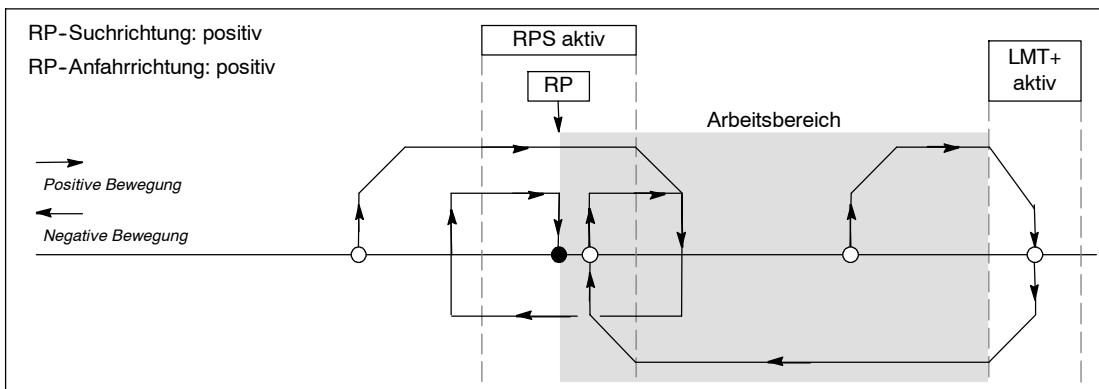 RP-Suchrichtung: positiv
RP-Anfahrrichtung: positiv
RPS aktiv
RP
LMT+
aktiv
Arbeitsbereich
Positive Bewegung
Negative Bewegung